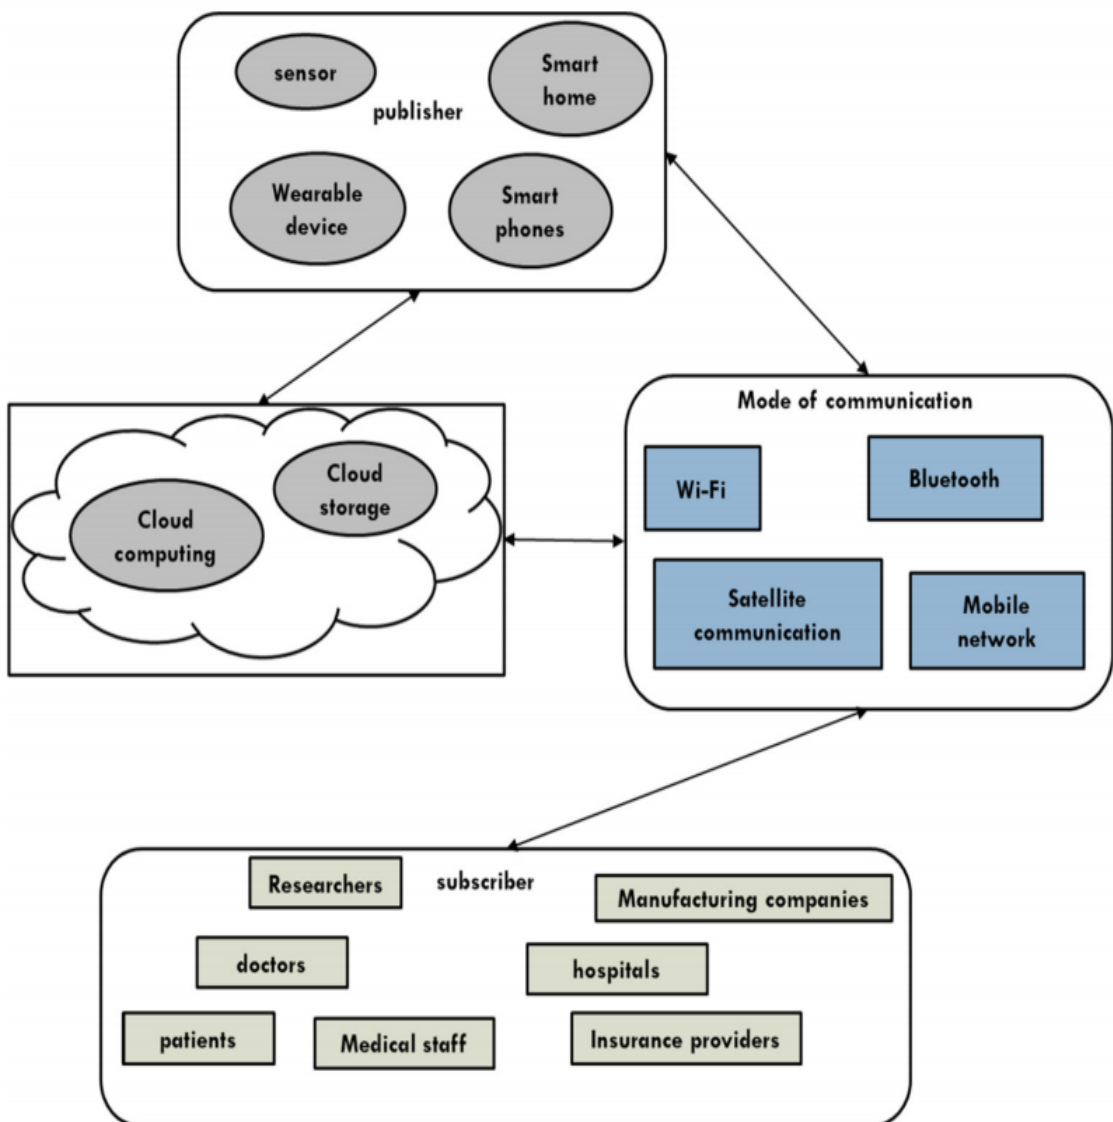 sensor
Smart
home
publisher
Wearable
device
Smart
phones
Cloud
storage
Cloud
computing
Mode of communication
Wi-Fi
Bluetooth
Satellite
communication
Mobile
network
Researchers
subscriber
Manufacturing companies
doctors
hospitals
patients
Medical staff
Insurance providers